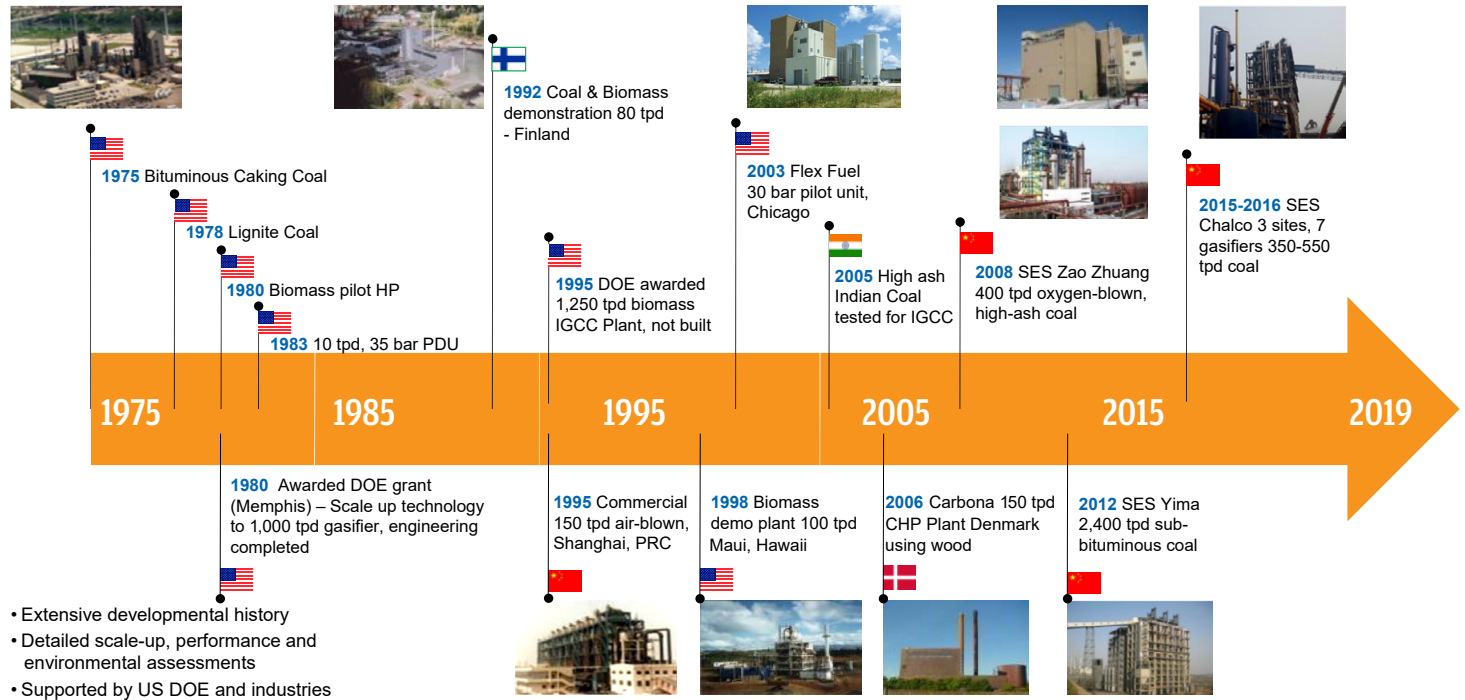 1975 Bituminous Caking Coal
1978 Lignite Coal
1980 Biomass pilot HP
1983 10 tpd, 35 bar PDU
1992 Coal & Biomass
demonstration 80 tpd
- Finland
1995 DOE awarded
1,250 tpd biomass
IGCC Plant, not built
2003 Flex Fuel
30 bar pilot unit,
Chicago
2005 High ash
Indian Coal
tested for IGCC
2008 SES Zao Zhuang
400 tpd oxygen-blown,
high-ash coal
2015-2016 SES
Chalco 3 sites, 7
gasifiers 350-550
tpd coal
1975
1985
1995
2005
2015
2019
1980 Awarded DOE grant
(Memphis) – Scale up technology
to 1,000 tpd gasifier, engineering
completed
1995 Commercial
150 tpd air-blown,
Shanghai, PRC
1998 Biomass
demo plant 100 tpd
Maui, Hawaii
2006 Carbona 150 tpd
CHP Plant Denmark
using wood
2012 SES Yima
2,400 tpd sub-
bituminous coal
• Extensive developmental history
• Detailed scale-up, performance and
environmental assessments
• Supported by US DOE and industries